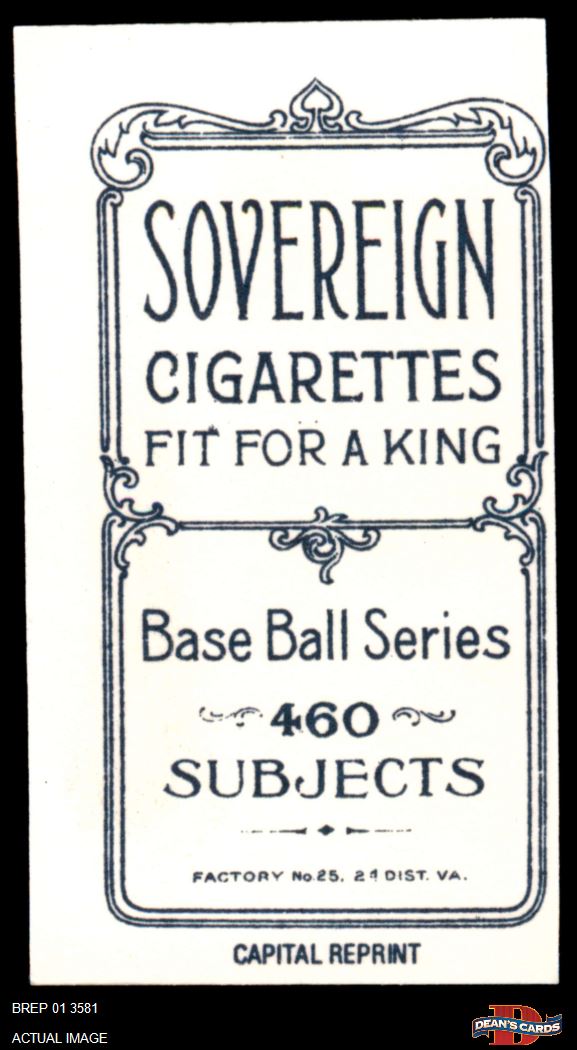 SOVEREIGN
CIGARETTES
FIT FOR A KING
Base Ball Series
460
SUBJECTS
FACTORY No. 25, 2d DIST. VA.
CAPITAL REPRINT
BREP 01 3581
ACTUAL IMAGE
D
DEAN'S CARDS